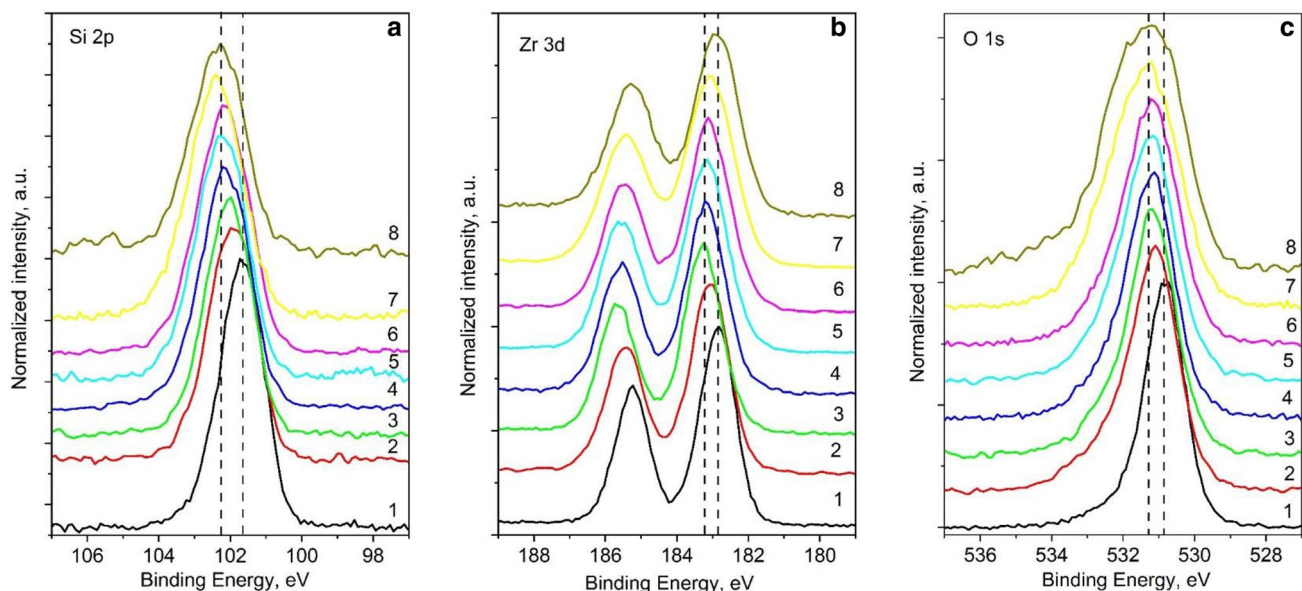 Si 2p
a
Normalized intensity, a.u.
8
7
6
5
4
3
2
1
106 104 102 100 98
Binding Energy, eV
Zr 3d
b
Normalized intensity, a.u.
8
7
6
5
4
3
2
1
188 186 184 182 180
Binding Energy, eV
O 1s
c
Normalized intensity, a.u.
8
7
6
5
4
3
2
1
536 534 532 530 528
Binding Energy, eV